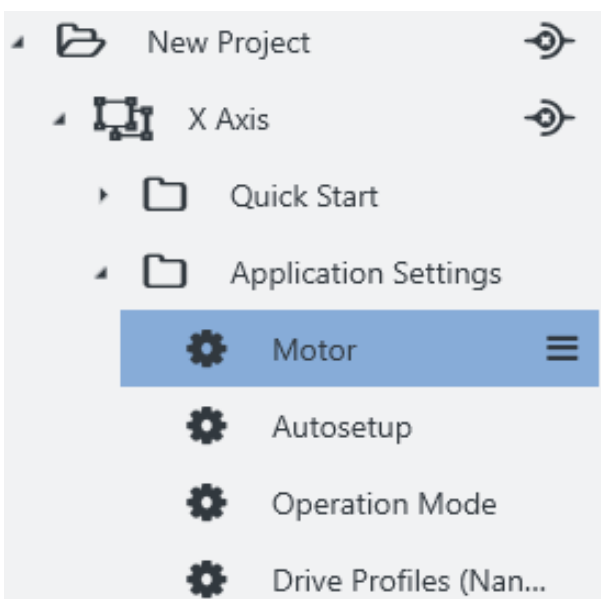 New Project
X Axis
Quick Start
Application Settings
Motor
Autosetup
Operation Mode
Drive Profiles (Nan...